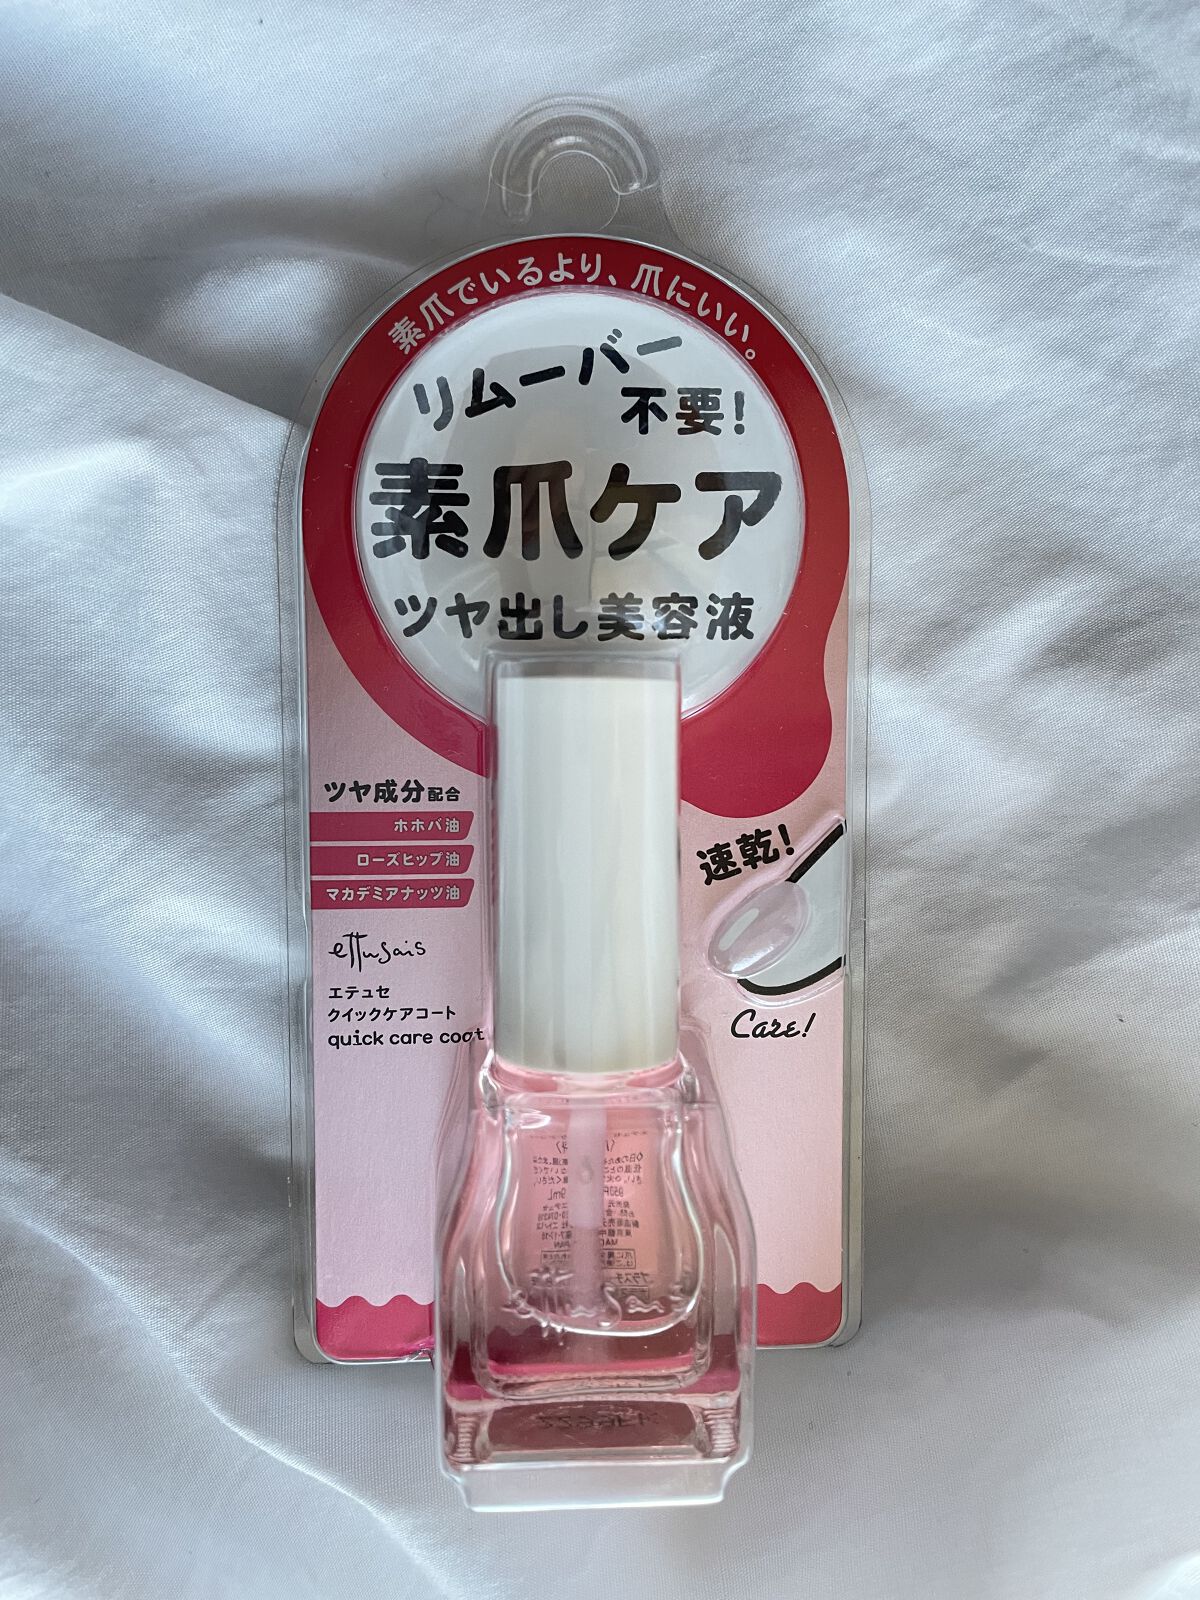 素爪でいるより、爪にいい。
リムーバー
不要!
素爪ケア
ツヤ出し美容液
ツヤ成分配合
ホホバ油
ローズヒップ油
マカデミアナッツ油
速乾!
Care!
ettusais
エテュセ
クイックケアコート
quick care coat